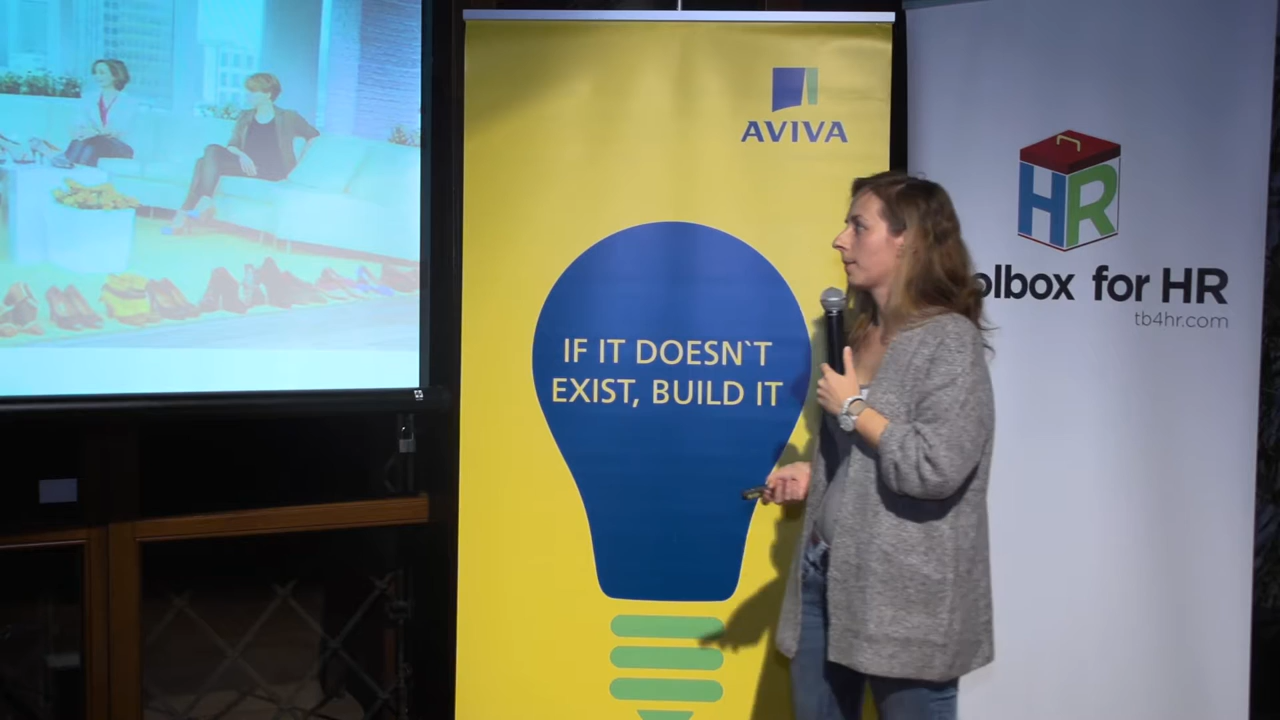 AVIVA
IF IT DOESN`T
EXIST, BUILD IT
HR
olbox for HR
tb4hr.com